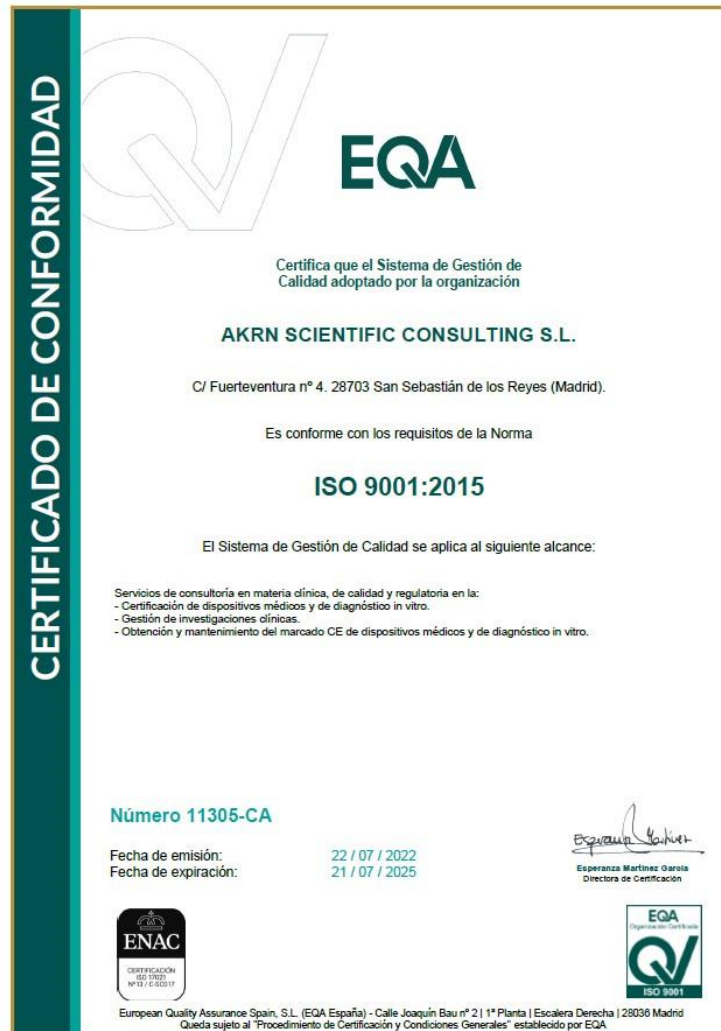 CERTIFICADO DE CONFORMIDAD
EQA
Certifica que el Sistema de Gestión de
Calidad adoptado por la organización
AKRN SCIENTIFIC CONSULTING S.L.
C/ Fuerteventura nº 4. 28703 San Sebastián de los Reyes (Madrid).
Es conforme con los requisitos de la Norma
ISO 9001:2015
El Sistema de Gestión de Calidad se aplica al siguiente alcance:
Servicios de consultoría en materia clínica, de calidad y regulatoria en la:
- Certificación de dispositivos médicos y de diagnóstico in vitro.
- Gestión de investigaciones clínicas.
- Obtención y mantenimiento del marcado CE de dispositivos médicos y de diagnóstico in vitro.
Número 11305-CA
Fecha de emisión: 22 / 07 / 2022
Fecha de expiración: 21 / 07 / 2025
Esperanza Martínez García
Directora de Certificación
ENAC
CERTIFICACIÓN
ISO 17021
Nº13 / C-SC017
EQA
Organización Certificada
ISO 9001
European Quality Assurance Spain, S.L. (EQA España) - Calle Joaquín Bau nº 2 | 1ª Planta | Escalera Derecha | 28036 Madrid
Queda sujeto al "Procedimiento de Certificación y Condiciones Generales" establecido por EQA